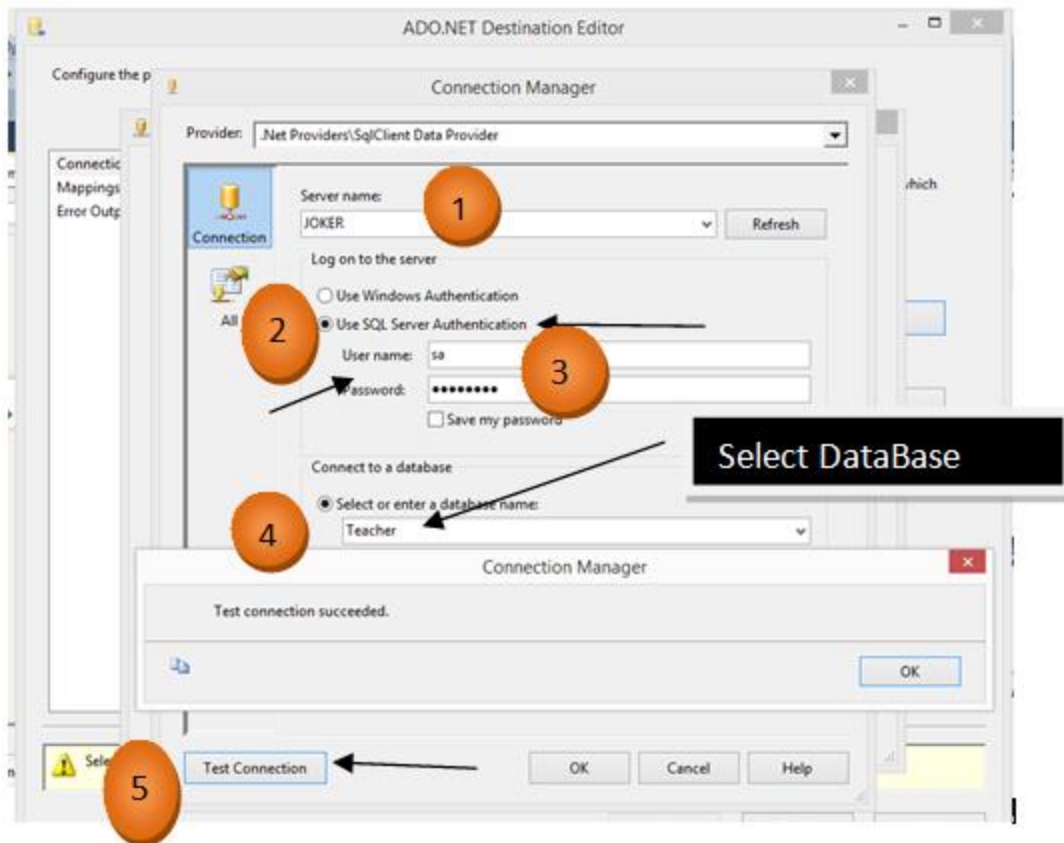 ADO.NET Destination Editor
Configure the p
Connection Manager
Provider: .Net Providers\SqlClient Data Provider
Connectic
Mappings
Error Outp
which
Connection
All
Server name:
1
JOKER
Refresh
Log on to the server
Use Windows Authentication
2
Use SQL Server Authentication
User name: sa
3
Password: ●●●●●●●●
Save my password
Select DataBase
Connect to a database
Select or enter a database name:
4
Teacher
Connection Manager
Test connection succeeded.
OK
Sele
5
Test Connection
OK
Cancel
Help